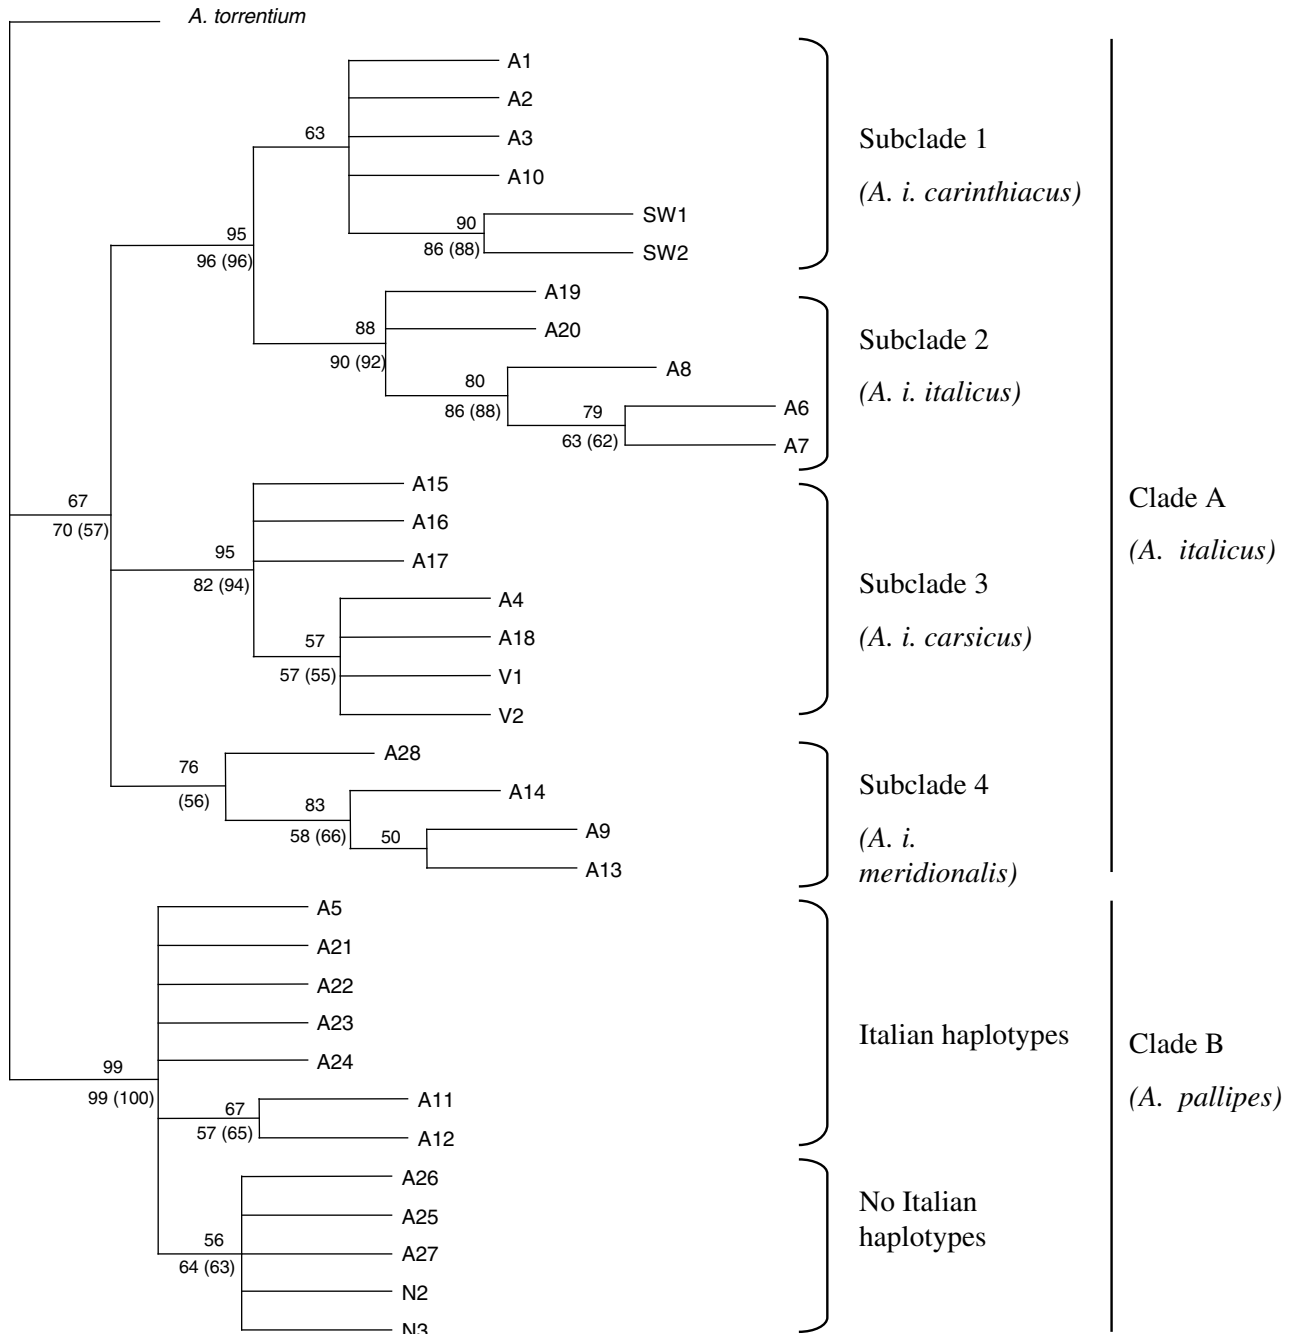 A. torrentium
A1
A2
A3
A10
63
SW1
SW2
90
86 (88)
95
96 (96)
Subclade 1
(A. i. carinthiacus)
A19
A20
88
90 (92)
A8
80
86 (88)
A6
79
63 (62)
A7
Subclade 2
(A. i. italicus)
67
70 (57)
A15
A16
A17
95
82 (94)
A4
A18
57
57 (55)
V1
V2
Subclade 3
(A. i. carsicus)
Clade A
(A. italicus)
A28
76
(56)
A14
83
58 (66)
A9
50
A13
Subclade 4
(A. i.
meridionalis)
A5
A21
A22
A23
A24
99
99 (100)
A11
67
57 (65)
A12
Italian haplotypes
Clade B
(A. pallipes)
A26
A25
56
64 (63)
A27
N2
N3
No Italian
haplotypes